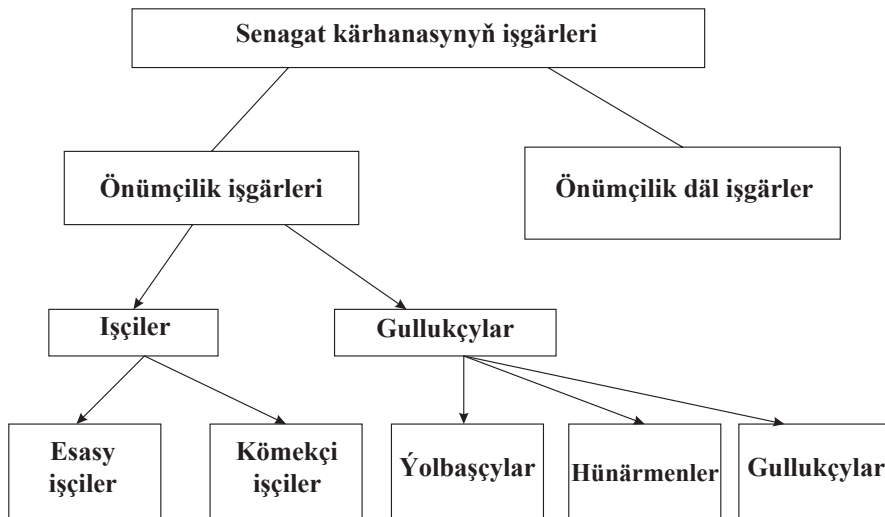 Senagat kärhanasynyň işgärleri
Önümçilik işgärleri
Önümçilik däl işgärler
Işçiler
Gullukçylar
Esasy
işçiler
Kömekçi
işçiler
Ýolbaşçylar
Hünärmenler
Gullukçylar